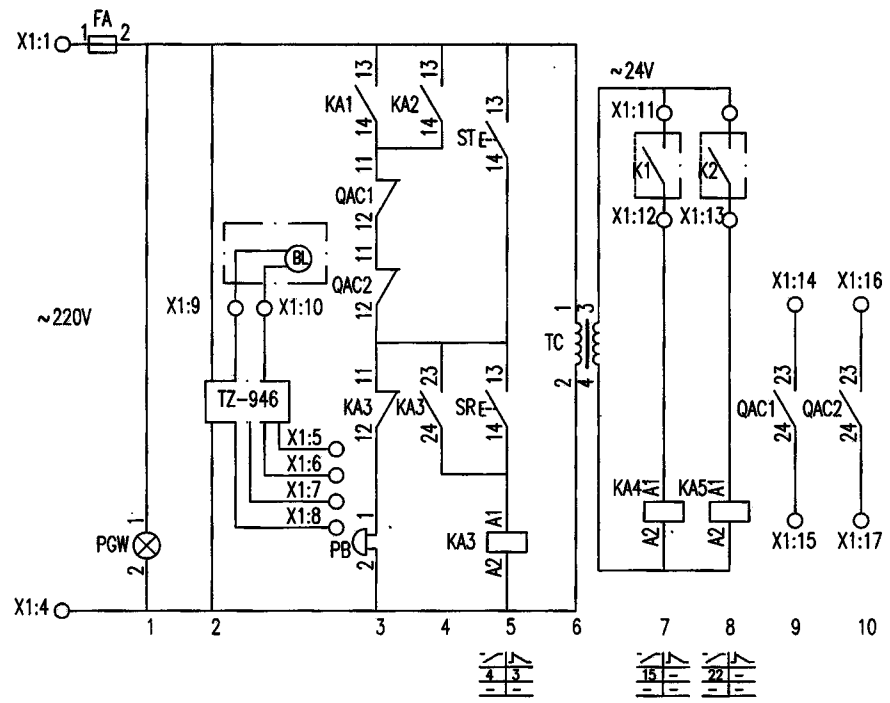 FA
X1:1 1 2
13 13
KA1 KA2 13
14 14 ST E
14
11
QAC1
12
BL
11
QAC2
12
X1:9 X1:10
~220V
11 23 13
TZ-946
KA3 KA3 SR E
12 24 14
X1:5
X1:6
X1:7
X1:8
1 1 A1
PGW PB KA3
2 2 A2
X1:4
~24V
X1:11
K1 K2
X1:12 X1:13
X1:14 X1:16
1 3
TC
2 4
23 23
QAC1 QAC2
24 24
KA4 A1 KA5 A1
A2 A2
X1:15 X1:17
1 2 3 4 5 6 7 8 9 10
4 3 15 - 22 -
- - - - - -